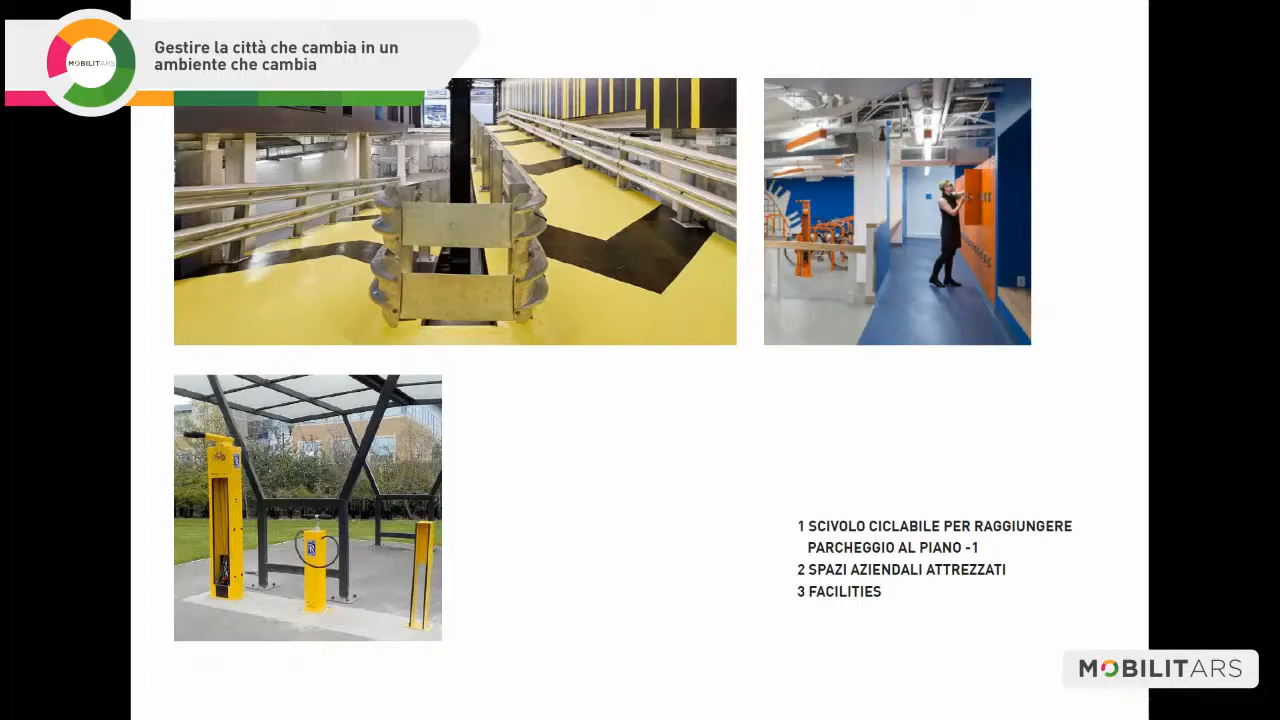 MOBILITARS
Gestire la città che cambia in un
ambiente che cambia
1 SCIVOLO CICLABILE PER RAGGIUNGERE
PARCHEGGIO AL PIANO -1
2 SPAZI AZIENDALI ATTREZZATI
3 FACILITIES
MOBILITARS